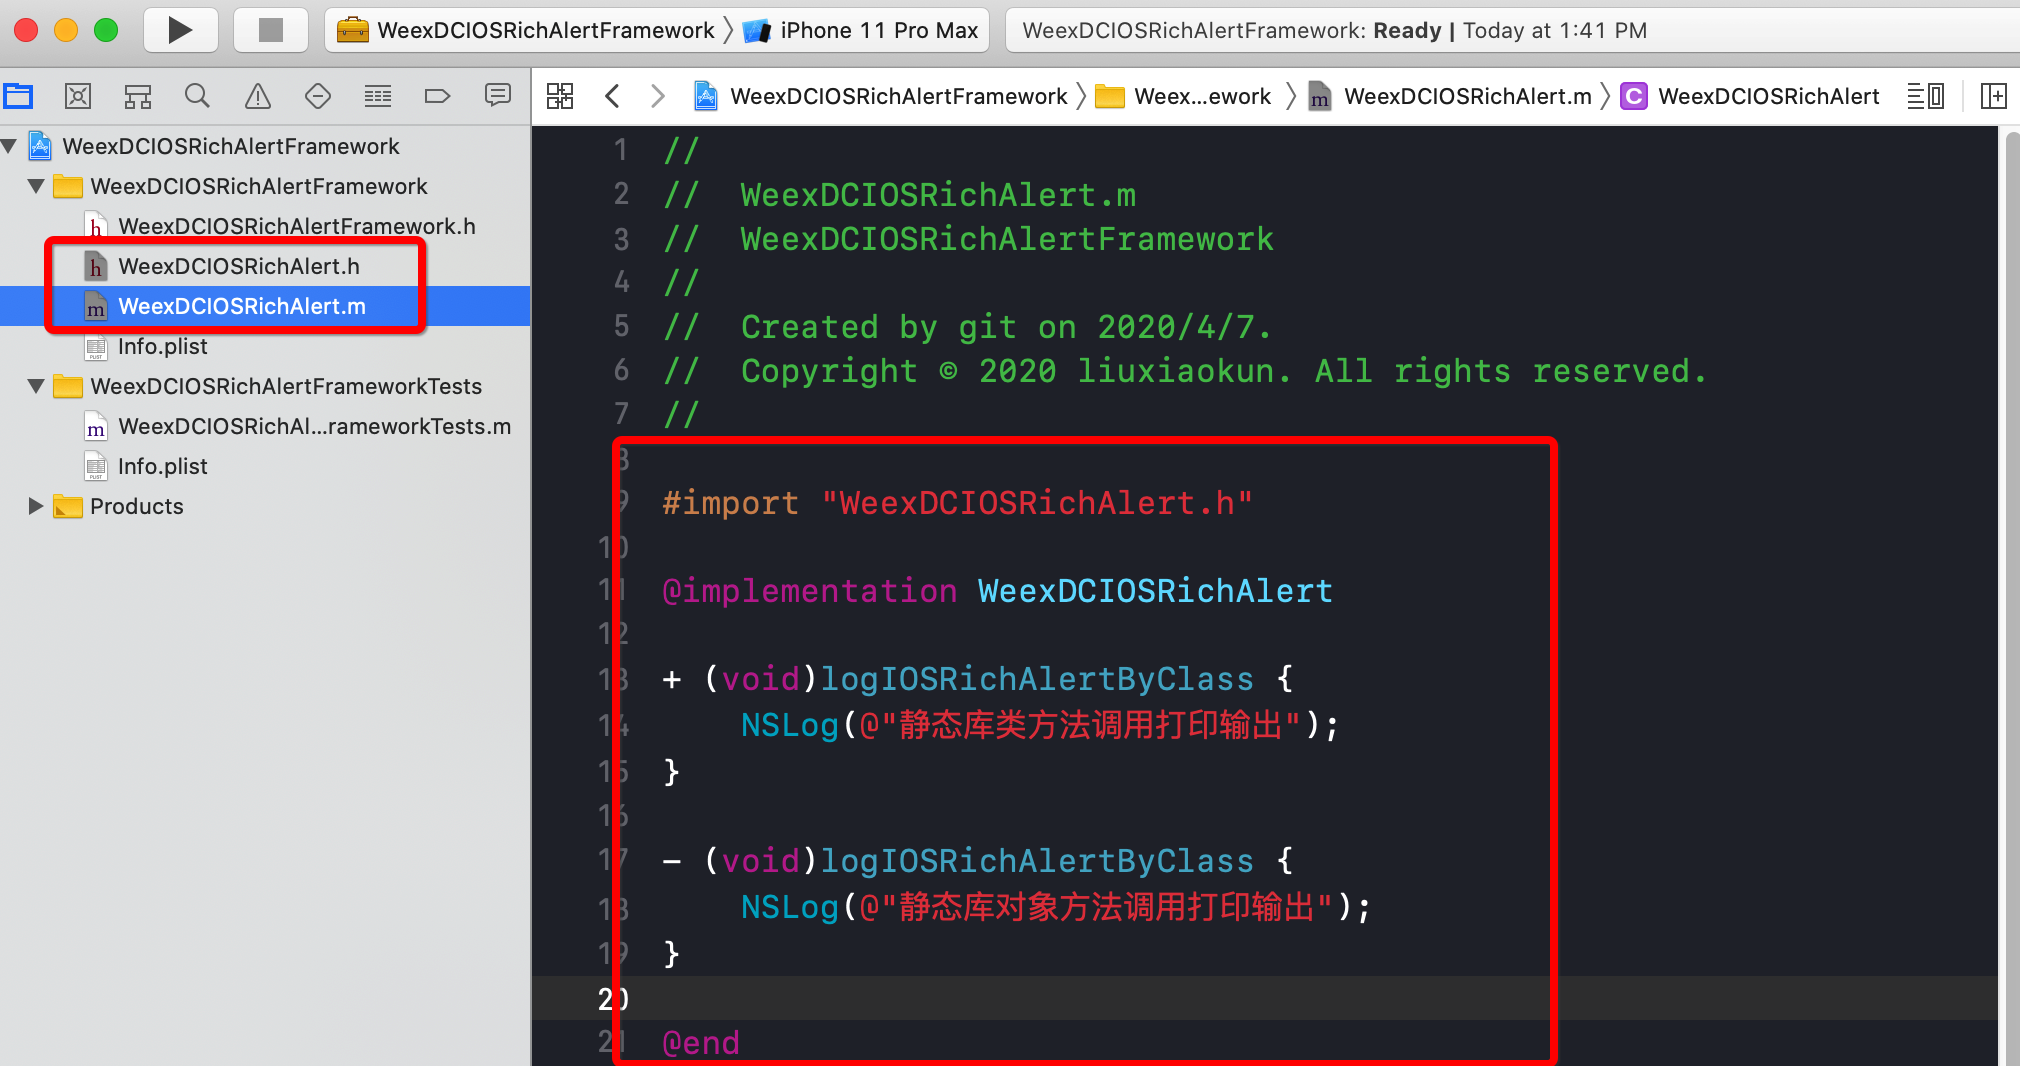 WeexDCIOSRichAlertFramework 〉 iPhone 11 Pro Max
WeexDCIOSRichAlertFramework: Ready | Today at 1:41 PM
WeexDCIOSRichAlertFramework 〉 Weex...ework 〉 m WeexDCIOSRichAlert.m 〉 C WeexDCIOSRichAlert
WeexDCIOSRichAlertFramework
WeexDCIOSRichAlertFramework
h WeexDCIOSRichAlertFramework.h
h WeexDCIOSRichAlert.h
m WeexDCIOSRichAlert.m
PLIST Info.plist
WeexDCIOSRichAlertFrameworkTests
m WeexDCIOSRichAl...rameworkTests.m
PLIST Info.plist
Products
1 //
2 //  WeexDCIOSRichAlert.m
3 //  WeexDCIOSRichAlertFramework
4 //
5 //  Created by git on 2020/4/7.
6 //  Copyright © 2020 liuxiaokun. All rights reserved.
7 //
8
9 #import "WeexDCIOSRichAlert.h"
10
11 @implementation WeexDCIOSRichAlert
12
13 + (void)logIOSRichAlertByClass {
14     NSLog(@"静态库类方法调用打印输出");
15 }
16
17 - (void)logIOSRichAlertByClass {
18     NSLog(@"静态库对象方法调用打印输出");
19 }
20
21 @end